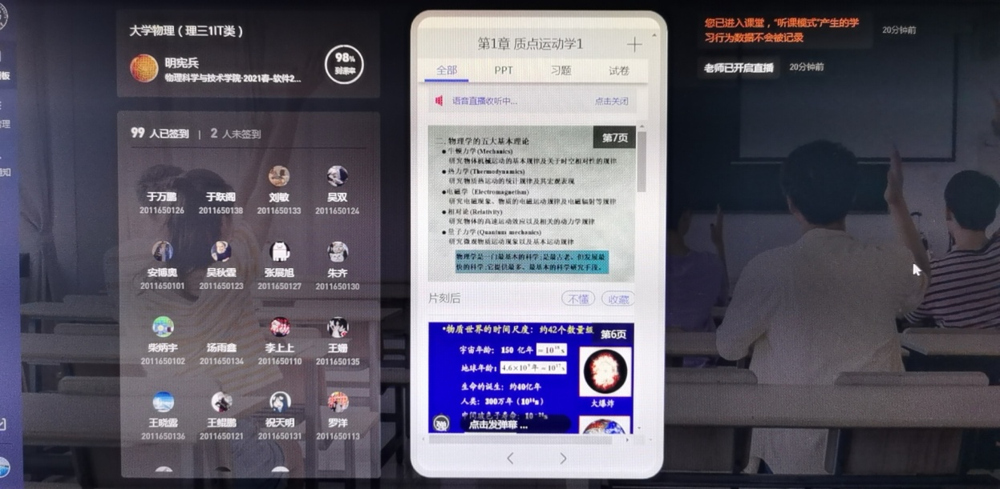 大学物理（理三1IT类）
明宪兵
物理科学与技术学院-2021春-软件2...
98%
到课率
99 人已签到 | 2 人未签到
于万鹏 于跃阁 刘敏 吴双
2011650126 2011650138 2011650133 2011650124
安博奥 吴秋霖 张晨旭 朱齐
2011650101 2011650123 2011650127 2011650130
柴炳宇 汤雨鑫 李上上 王姗
2011650102 2011650134 2011650110 2011650135
王晓露 王鲲鹏 祝天明 罗洋
2011650136 2011650121 2011650131 2011650113
第1章 质点运动学1
全部 PPT 习题 试卷
语音直播收听中... 点击关闭
第7页
二. 物理学的五大基本理论
●牛顿力学(Mechanics)
研究物体机械运动的基本规律及关于时空相对性的规律
●热力学(Thermodynamics)
研究物质热运动的统计规律及其宏观表现
●电磁学（Electromagnetism)
研究电磁现象、物质的电磁运动规律及电磁辐射等规律
●相对论(Relativity)
研究物体的高速运动效应以及相关的动力学规律
●量子力学(Quantum mechanics)
研究微观物质运动现象以及基本运动规律
物理学是一门最基本的科学;是最古老、但发展最
快的科学;它提供最多、最基本的科学研究手段。
片刻后 不懂 收藏
•物质世界的时间尺度：约42个数量级
第6页
宇宙年龄：150 亿年 = 10¹⁸ s
地球年龄：4.6×10⁹年 = 10¹⁷ s
生命的诞生：约40亿年
人类：300万年（10¹⁴s）
大爆炸
弹
点击发弹幕 ...
您已进入课堂，“听课模式”产生的学
习行为数据不会被记录
20分钟前
老师已开启直播 20分钟前